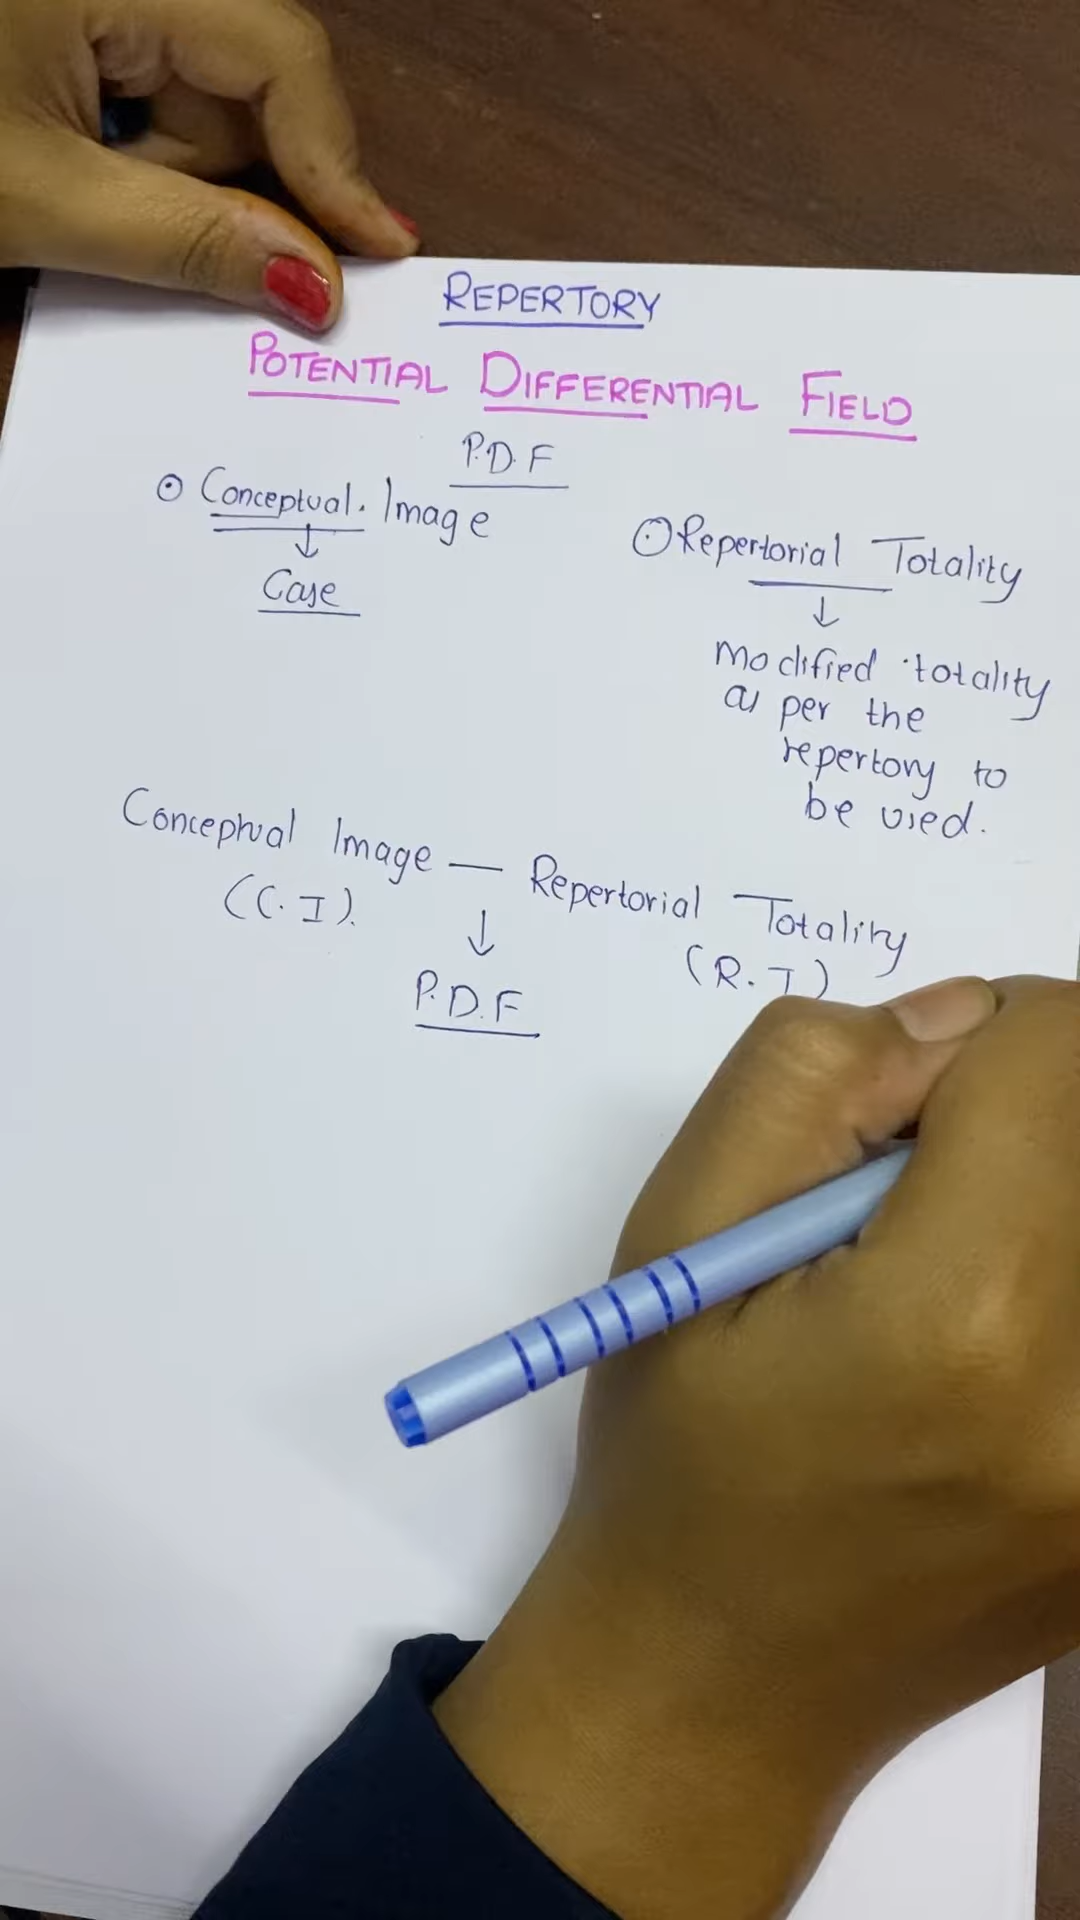 REPERTORY
POTENTIAL DIFFERENTIAL FIELD
P.D.F
Conceptual. Image
↓
Case
Repertorial Totality
↓
modified totality
as per the
repertory to
be used.
Conceptual Image — Repertorial Totality
(C.I).
(R.T)
↓
P.D.F